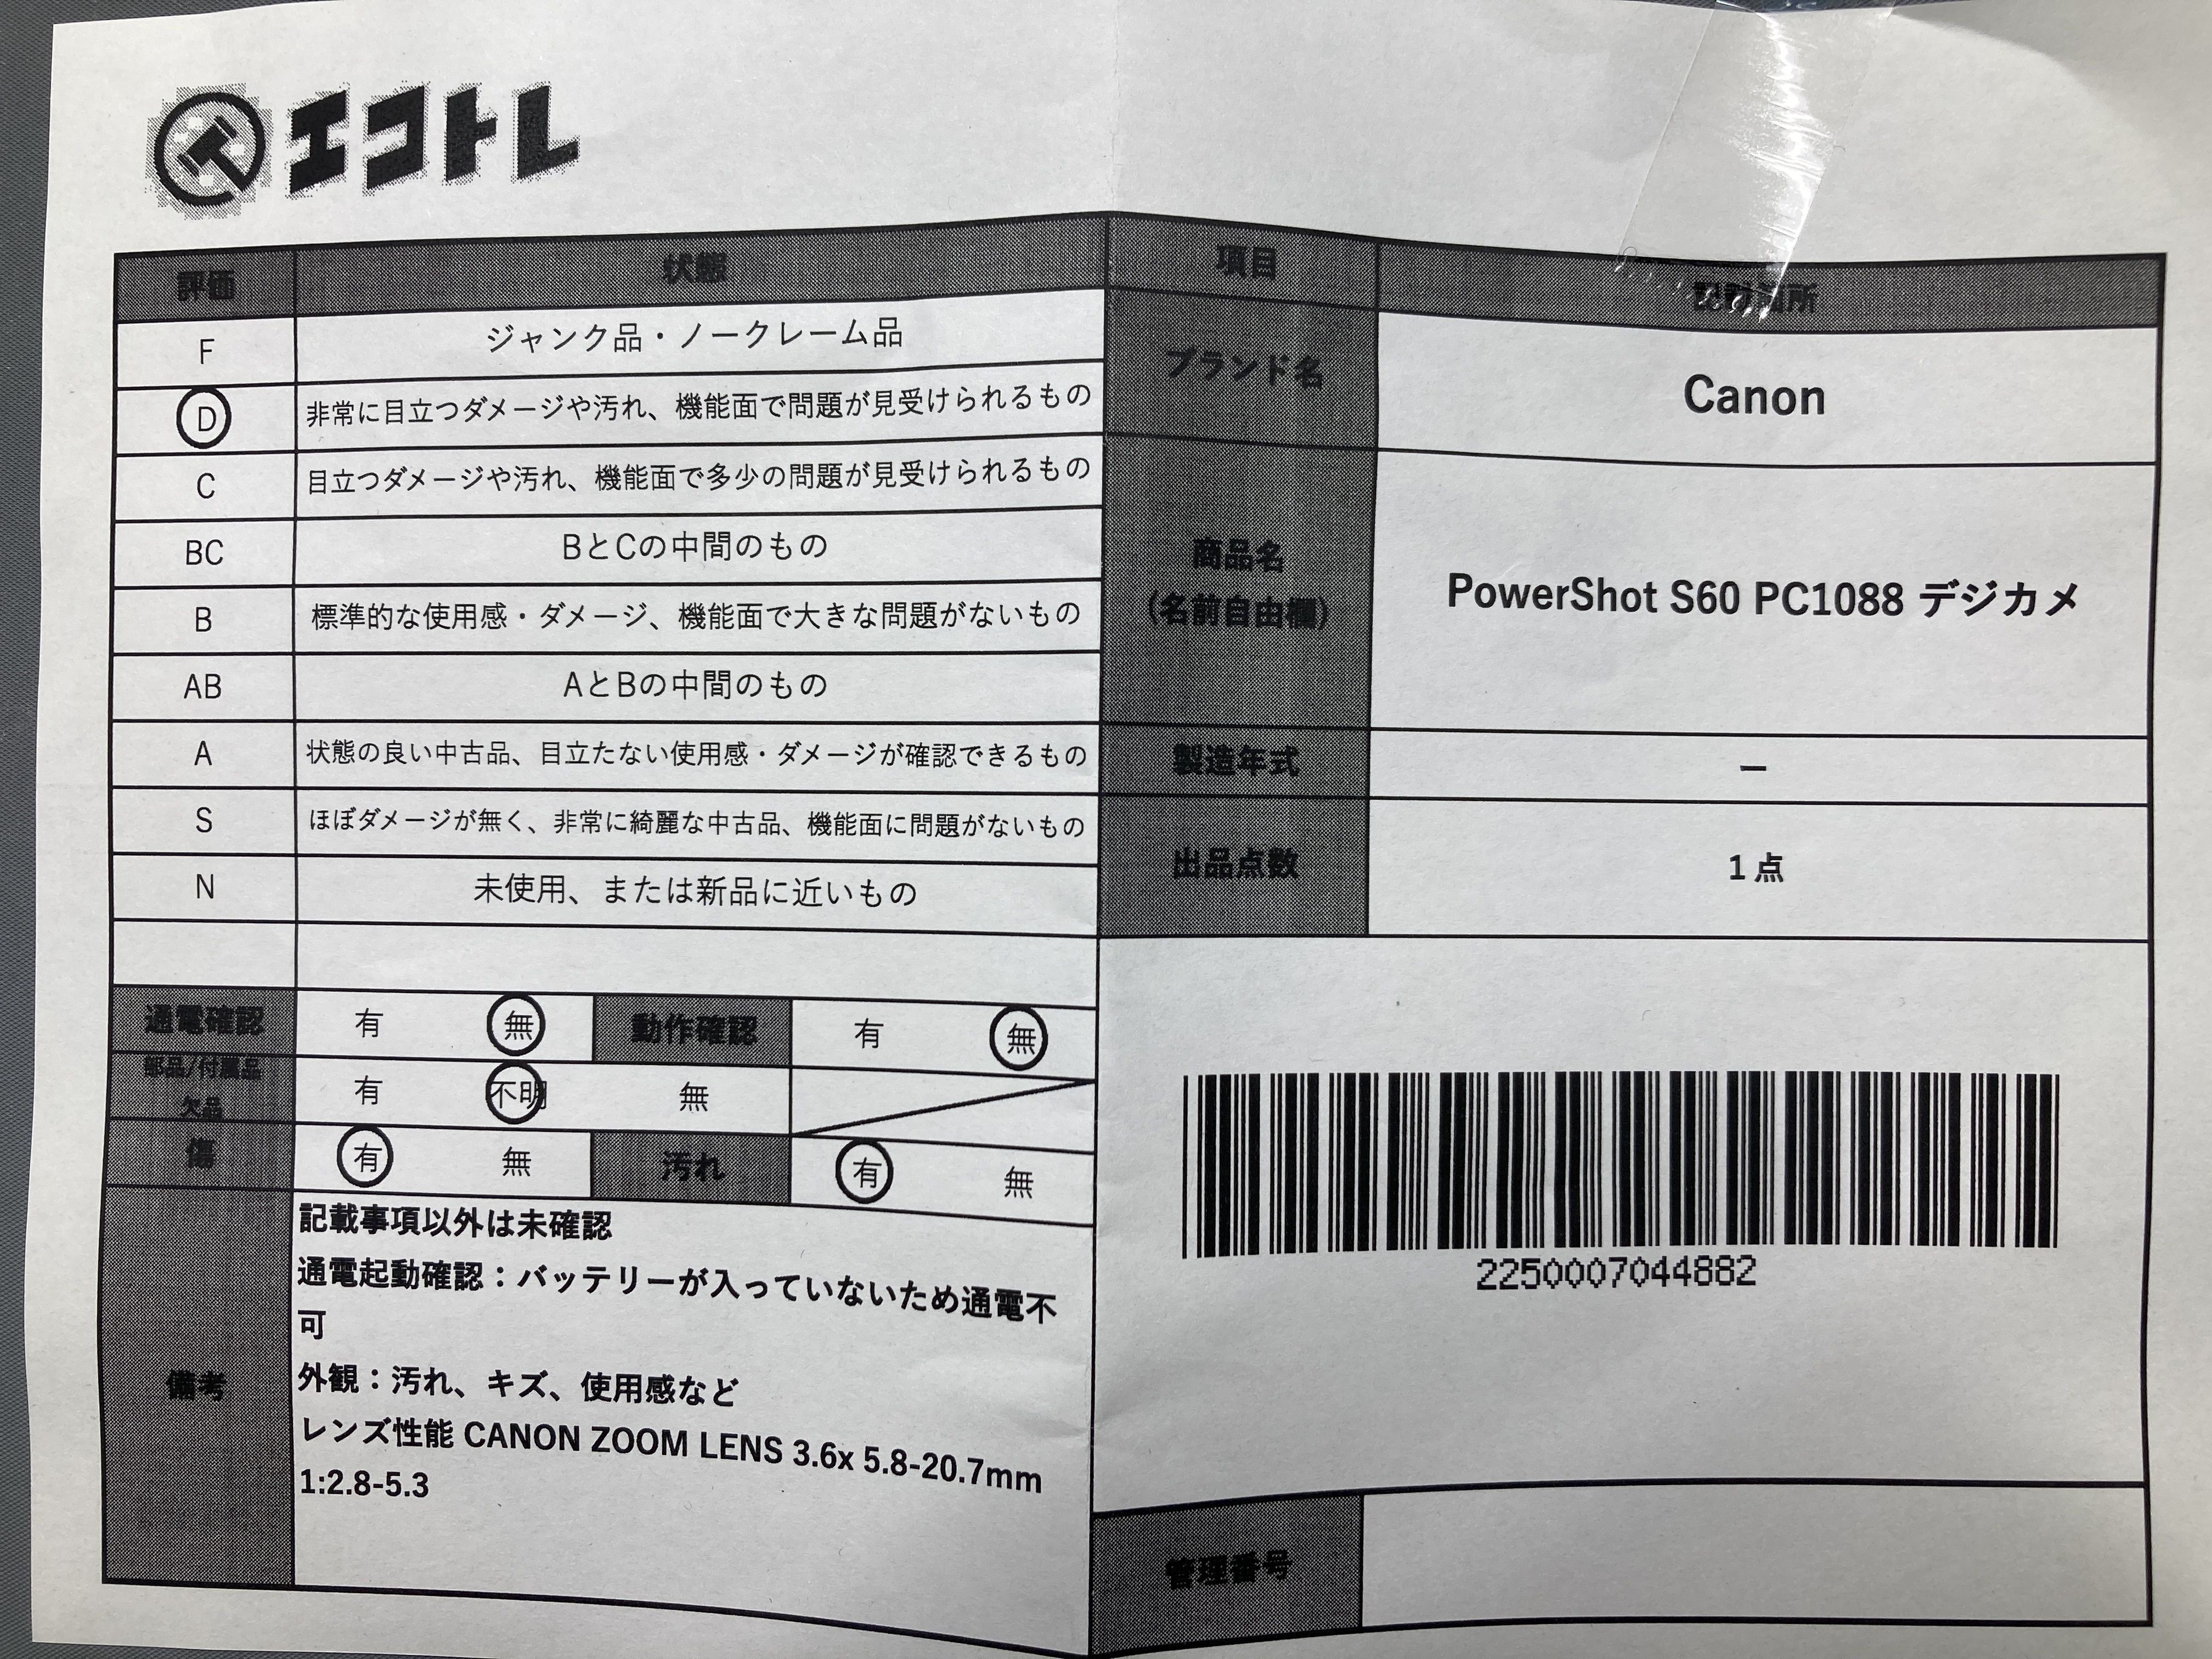 エコトレ
評価 状態
F ジャンク品・ノークレーム品
D 非常に目立つダメージや汚れ、機能面で問題が見受けられるもの
C 目立つダメージや汚れ、機能面で多少の問題が見受けられるもの
BC BとCの中間のもの
B 標準的な使用感・ダメージ、機能面で大きな問題がないもの
AB AとBの中間のもの
A 状態の良い中古品、目立たない使用感・ダメージが確認できるもの
S ほぼダメージが無く、非常に綺麗な中古品、機能面に問題がないもの
N 未使用、または新品に近いもの
通電確認 有 無 動作確認 有 無
部品/付属品
欠品
有 不明 無
傷 有 無 汚れ 有 無
備考
記載事項以外は未確認
通電起動確認：バッテリーが入っていないため通電不
可
外観：汚れ、キズ、使用感など
レンズ性能 CANON ZOOM LENS 3.6x 5.8-20.7mm
1:2.8-5.3
項目
ブランド名 Canon
商品名
(名前自由欄)
PowerShot S60 PC1088 デジカメ
製造年式 ー
出品点数 1点
2250007044882
管理番号